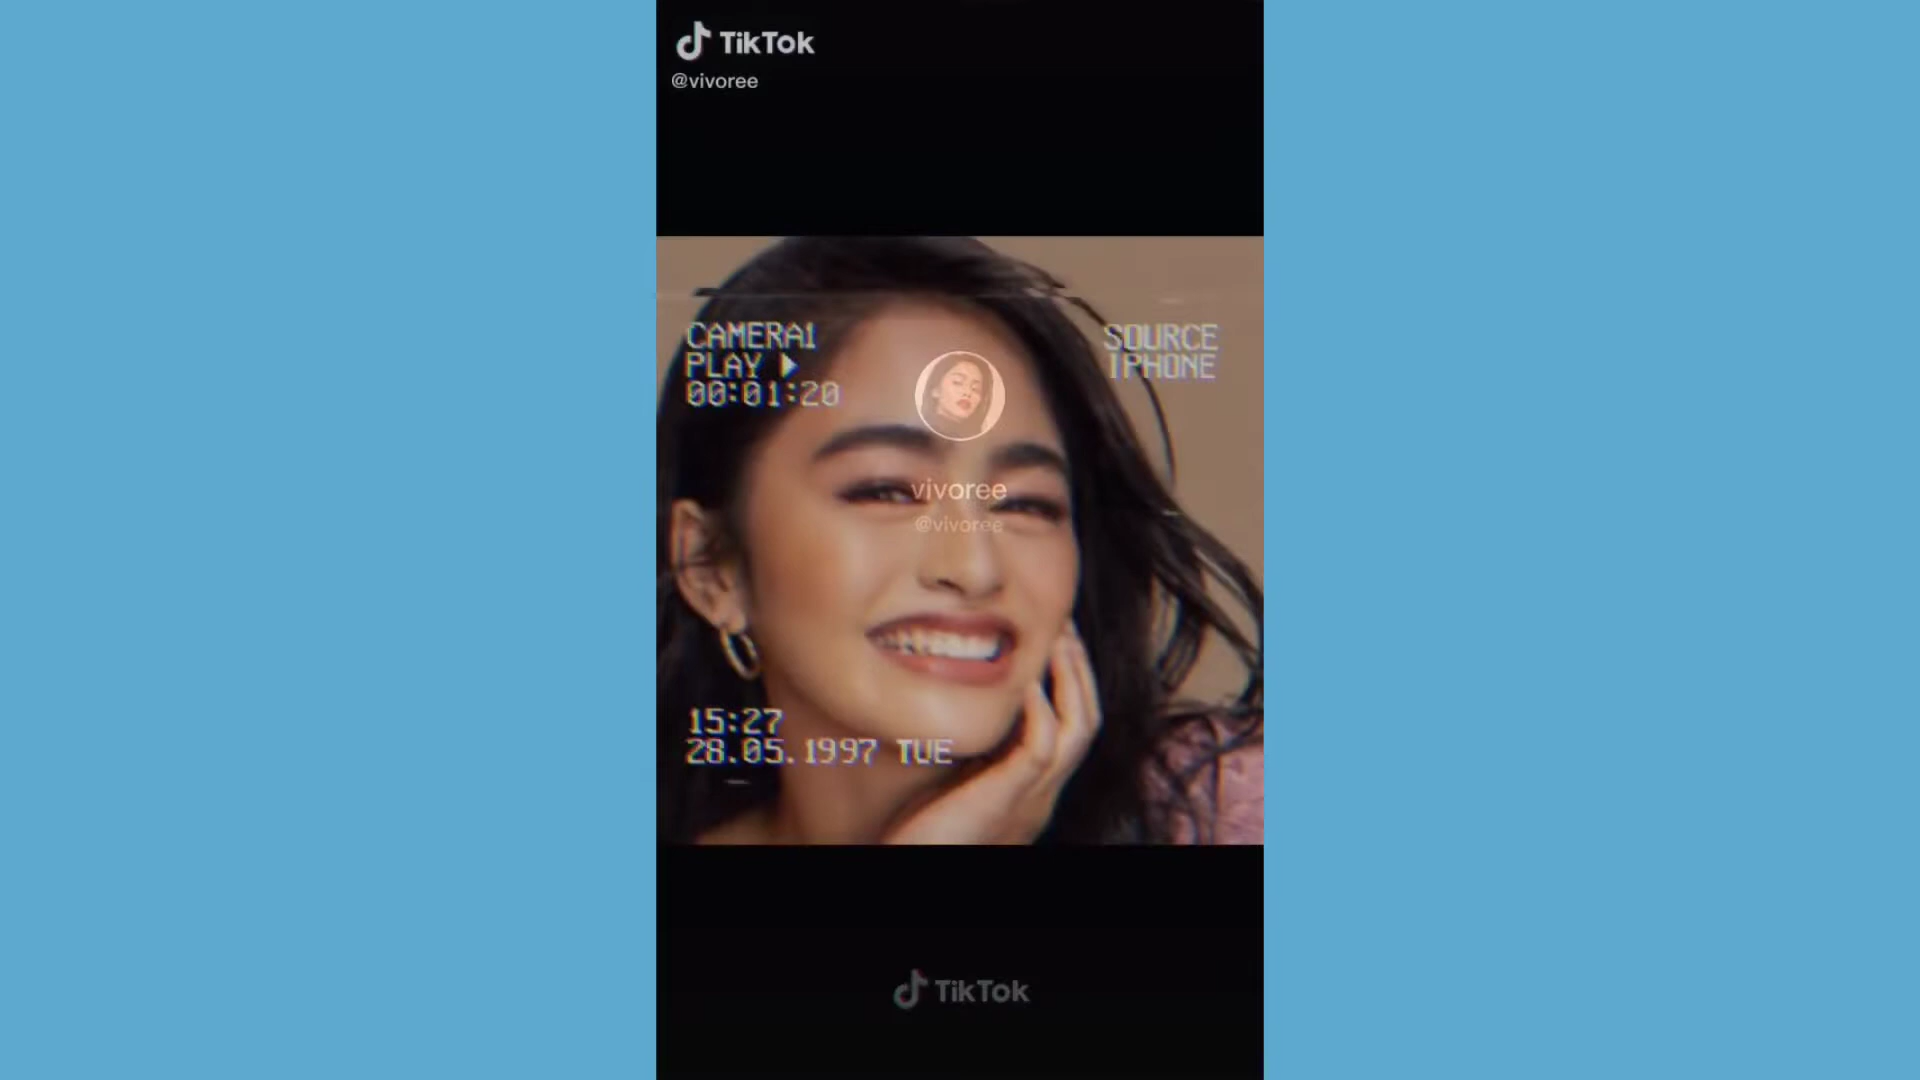 TikTok
@vivoree
CAMERA1
PLAY
00:01:20
SOURCE
IPHONE
vivoree
@vivoree
15:27
28.05.1997 TUE
TikTok